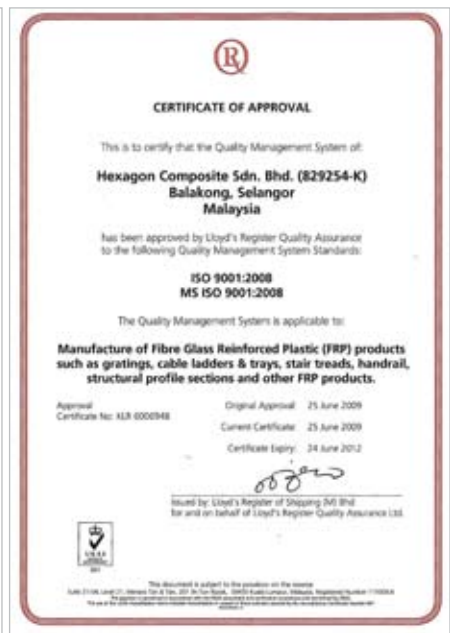 R
CERTIFICATE OF APPROVAL
This is to certify that the Quality Management System of:
Hexagon Composite Sdn. Bhd. (829254-K)
Balakong, Selangor
Malaysia
has been approved by Lloyd's Register Quality Assurance
to the following Quality Management System Standards:
ISO 9001:2008
MS ISO 9001:2008
The Quality Management System is applicable to:
Manufacture of Fibre Glass Reinforced Plastic (FRP) products
such as gratings, cable ladders & trays, stair treads, handrail,
structural profile sections and other FRP products.
Approval
Certificate No: KLR 6000948
Original Approval: 25 June 2009
Current Certificate: 25 June 2009
Certificate Expiry: 24 June 2012
Issued by: Lloyd's Register of Shipping (M) Bhd
for and on behalf of Lloyd's Register Quality Assurance Ltd.
UKAS
001
This document is subject to the provision on the reverse